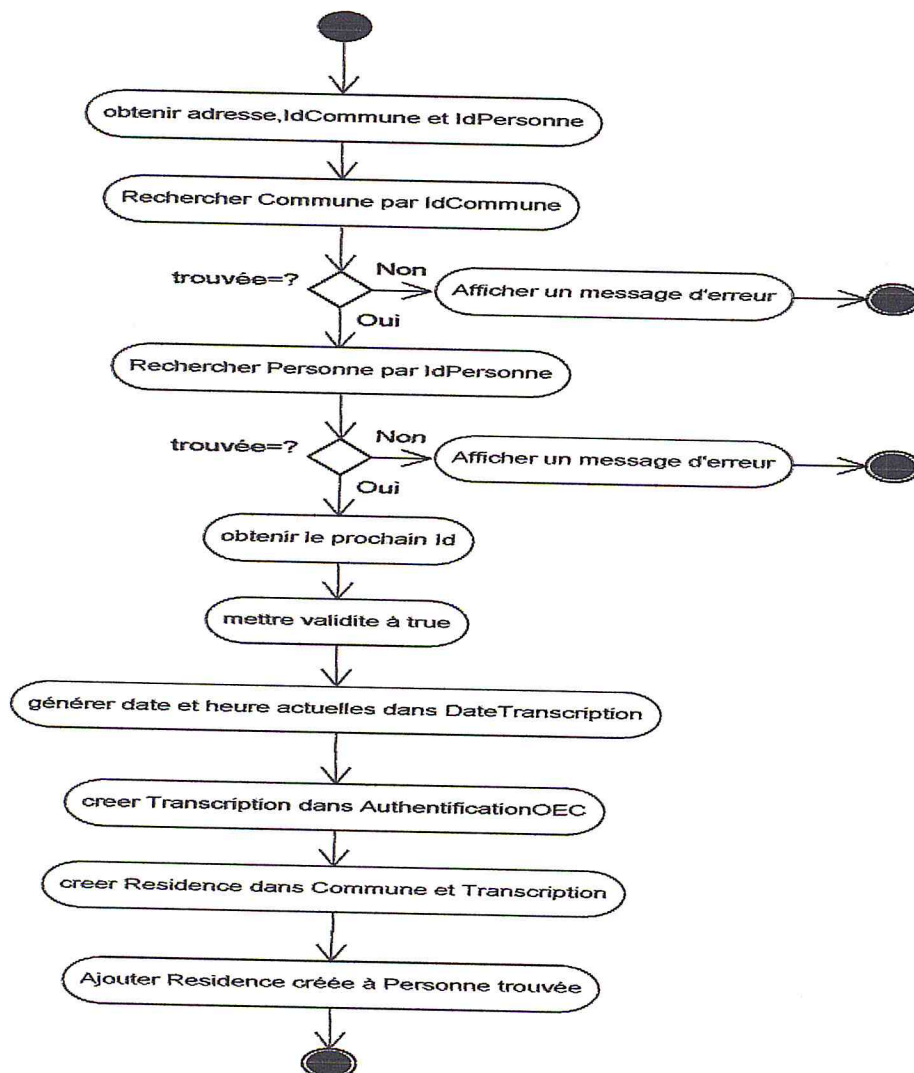 obtenir adresse,IdCommune et IdPersonne
Rechercher Commune par IdCommune
trouvée=?
Non
Afficher un message d'erreur
Oui
Rechercher Personne par IdPersonne
trouvée=?
Non
Afficher un message d'erreur
Oui
obtenir le prochain Id
mettre validite à true
générer date et heure actuelles dans DateTranscription
creer Transcription dans AuthentificationOEC
creer Residence dans Commune et Transcription
Ajouter Residence créée à Personne trouvée